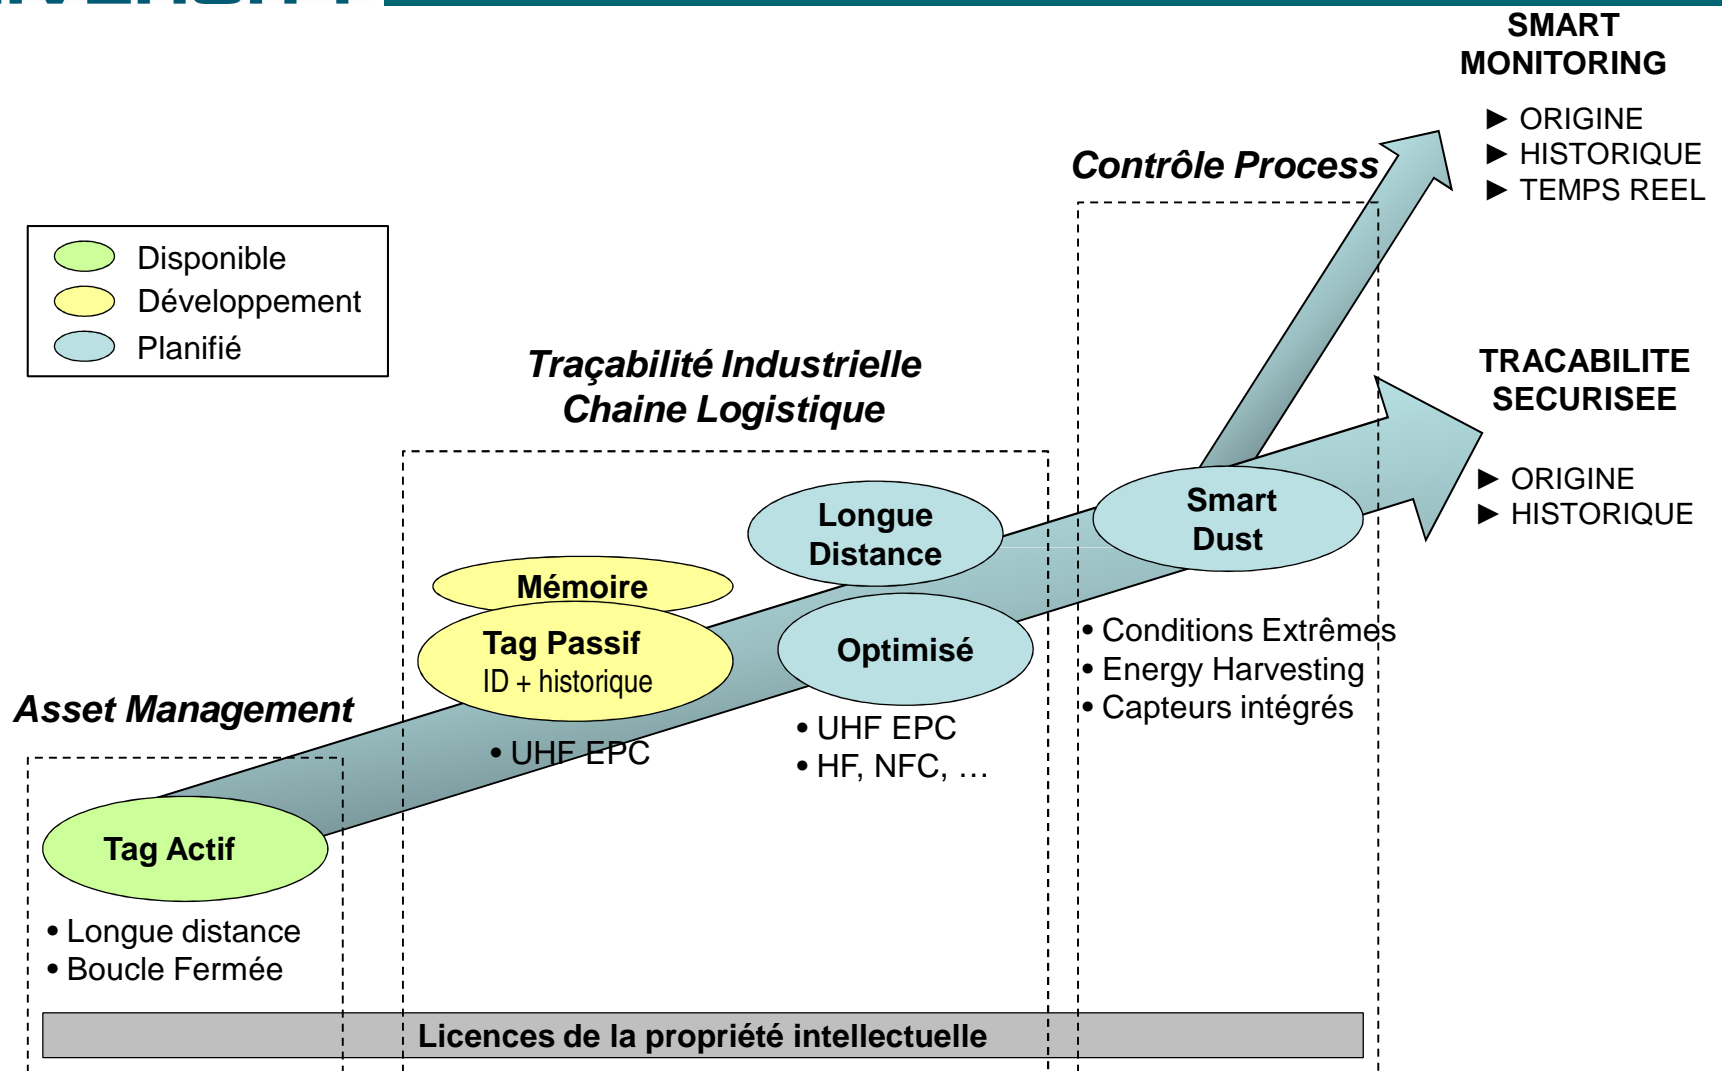 SMART
MONITORING
► ORIGINE
► HISTORIQUE
► TEMPS REEL
Contrôle Process
Disponible
Développement
Planifié
Traçabilité Industrielle
Chaine Logistique
TRACABILITE
SECURISEE
► ORIGINE
► HISTORIQUE
Longue
Distance
Smart
Dust
Mémoire
Tag Passif
ID + historique
Optimisé
• Conditions Extrêmes
• Energy Harvesting
• Capteurs intégrés
Asset Management
• UHF EPC
• UHF EPC
• HF, NFC, …
Tag Actif
• Longue distance
• Boucle Fermée
Licences de la propriété intellectuelle